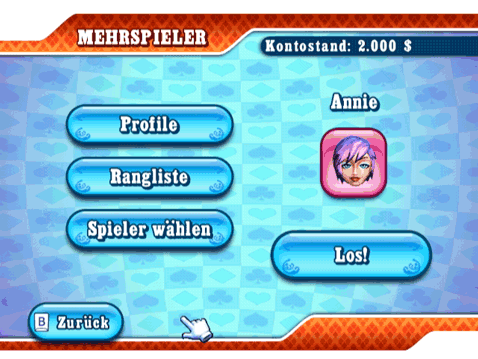 MEHRSPIELER
Kontostand: 2.000 $
Annie
Profile
Rangliste
Spieler wählen
Los!
B Zurück